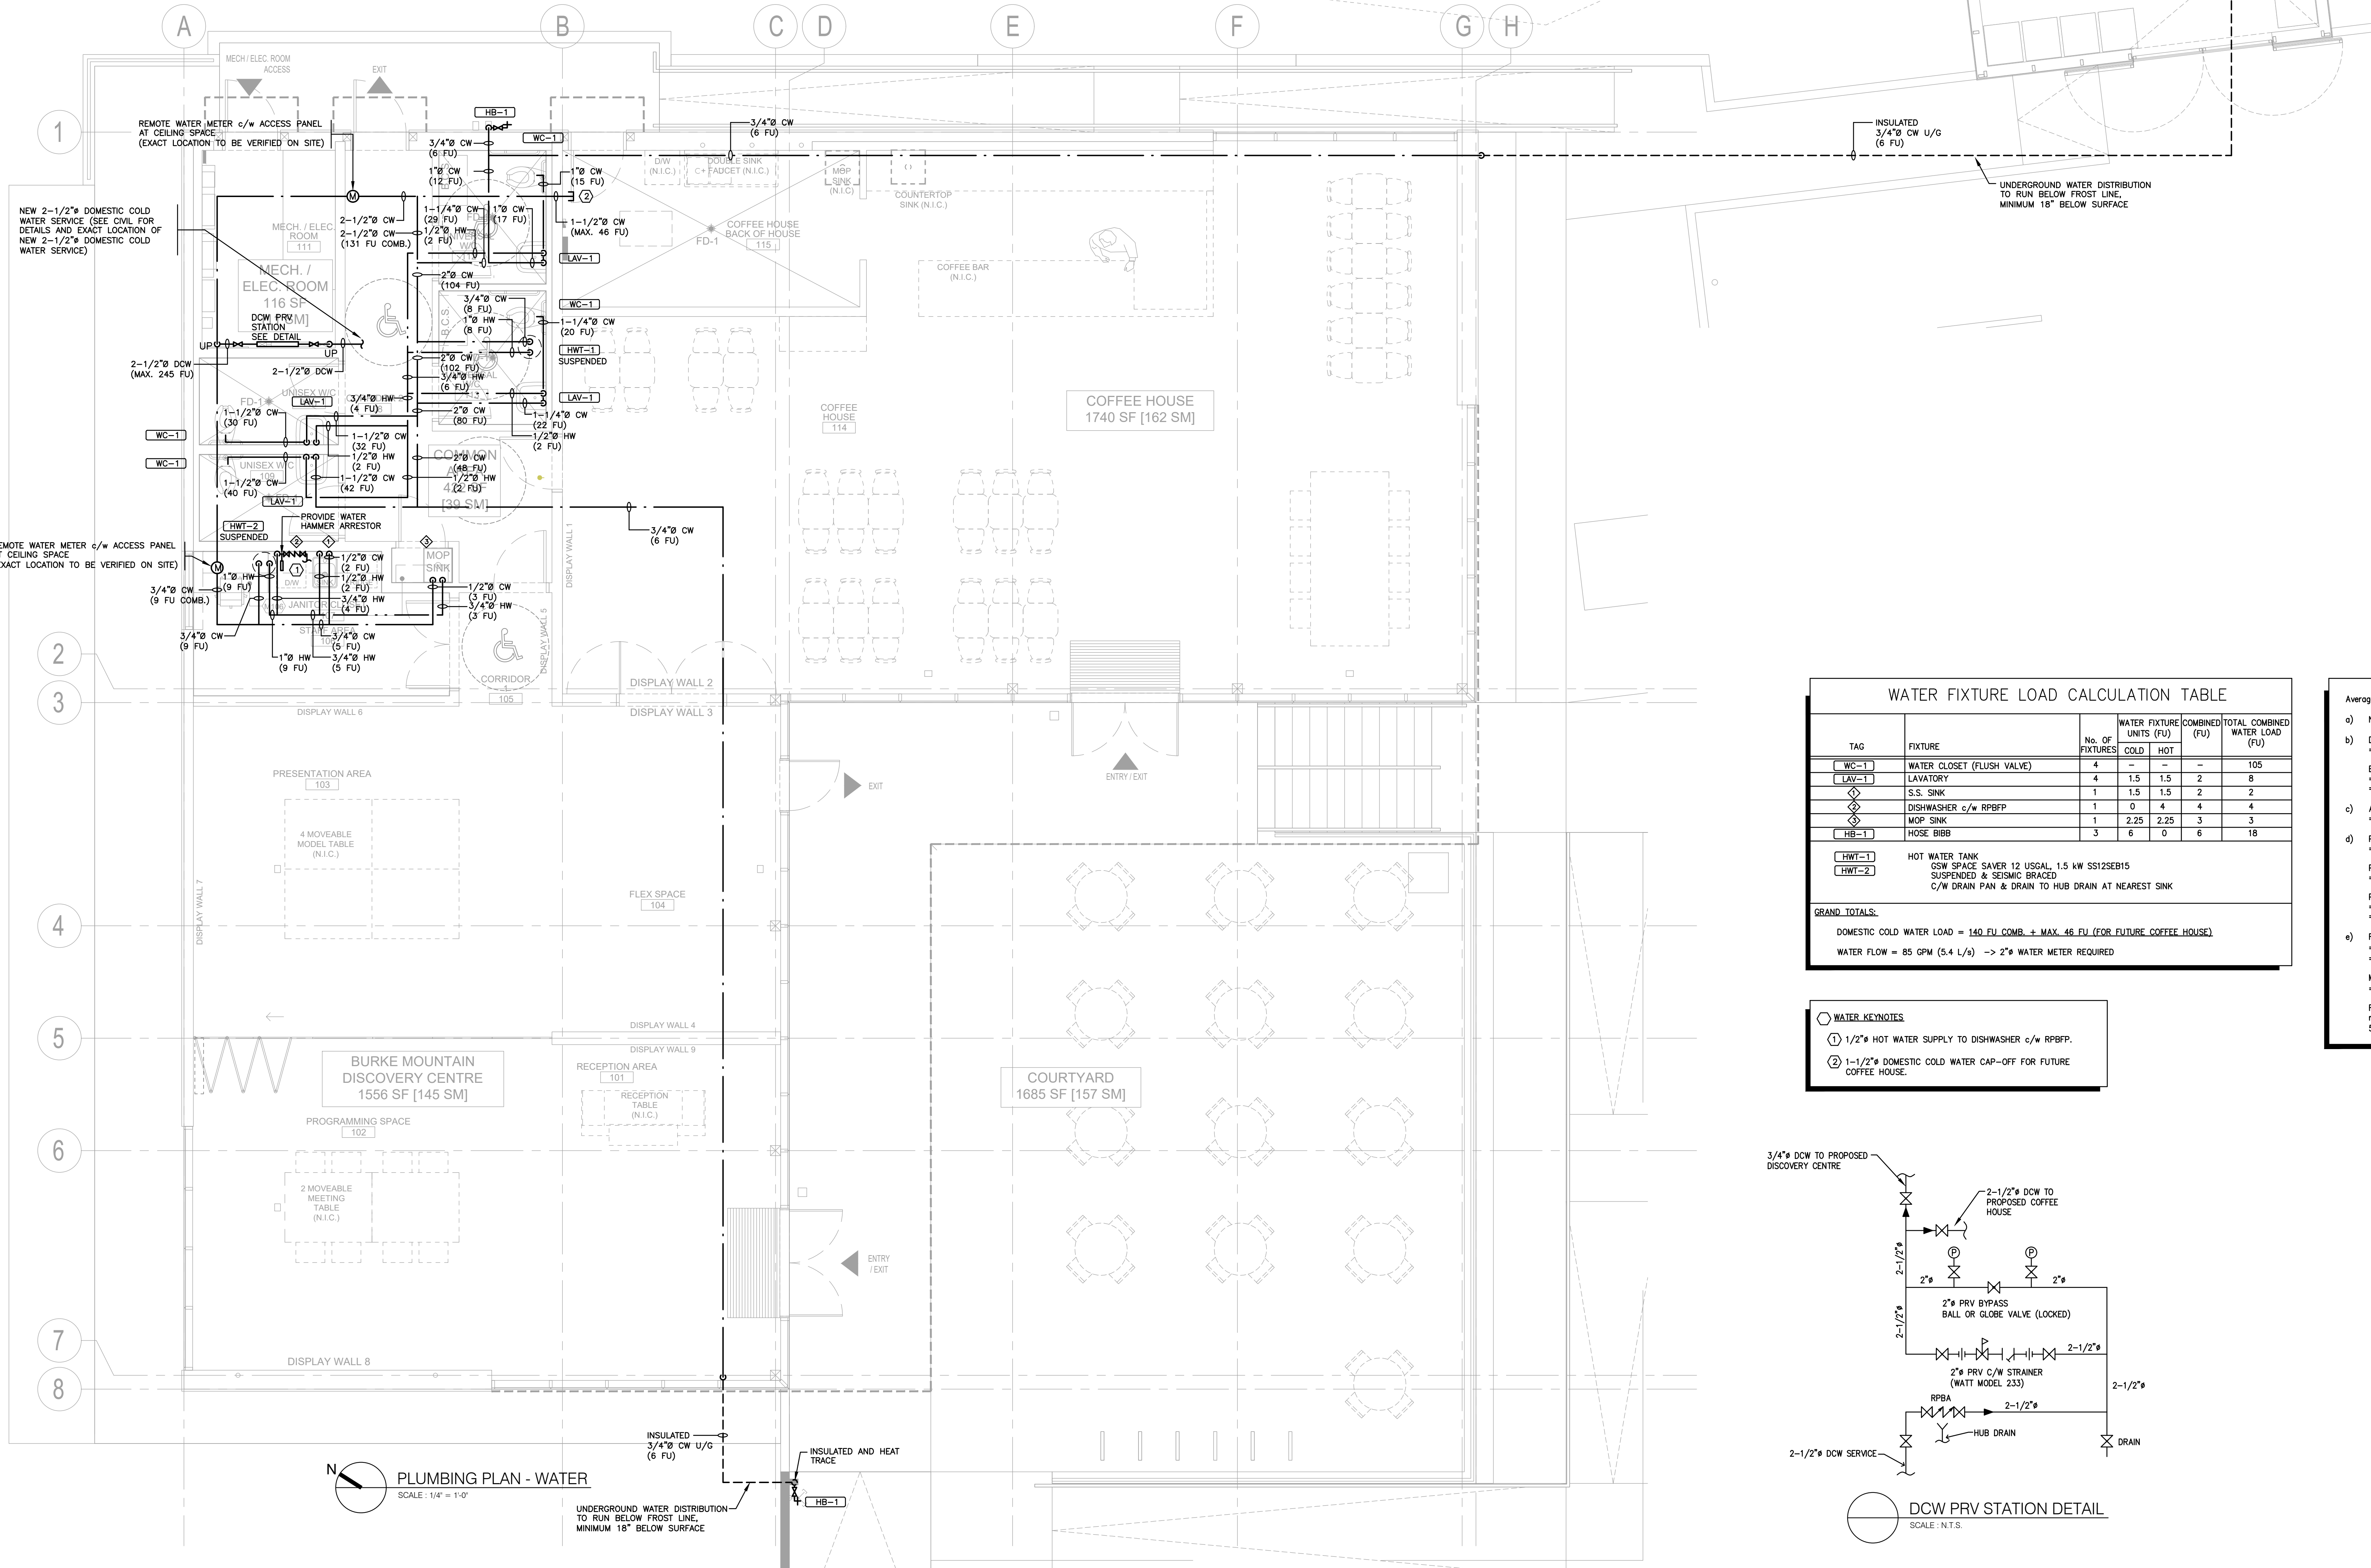 A
B
C
D
E
F
G
H
1
2
3
4
5
6
7
8
MECH / ELEC. ROOM
ACCESS
EXIT
REMOTE WATER METER c/w ACCESS PANEL
AT CEILING SPACE
(EXACT LOCATION TO BE VERIFIED ON SITE)
HB-1
WC-1
3/4"Ø CW
(6 FU)
1"Ø CW
(12 FU)
1"Ø CW
(15 FU)
3/4"Ø CW
(6 FU)
D/W
(N.I.C.)
DOUBLE SINK
C+ FAUCET (N.I.C.)
MOP
SINK
(N.I.C)
COUNTERTOP
SINK (N.I.C.)
INSULATED
3/4"Ø CW U/G
(6 FU)
UNDERGROUND WATER DISTRIBUTION
TO RUN BELOW FROST LINE,
MINIMUM 18" BELOW SURFACE
NEW 2-1/2"ø DOMESTIC COLD
WATER SERVICE (SEE CIVIL FOR
DETAILS AND EXACT LOCATION OF
NEW 2-1/2"ø DOMESTIC COLD
WATER SERVICE)
M
MECH. / ELEC.
ROOM
111
2-1/2"Ø CW
2-1/2"Ø CW
(131 FU COMB.)
1-1/4"Ø CW
(29 FU)
1/2"Ø HW
(2 FU)
1"Ø CW
(17 FU)
2
1-1/2"Ø CW
(MAX. 46 FU)
FD-1
COFFEE HOUSE
BACK OF HOUSE
115
LAV-1
COFFEE BAR
(N.I.C.)
MECH. /
ELEC. ROOM
116 SF
2"Ø CW
(104 FU)
3/4"Ø CW
(8 FU)
1"Ø HW
(8 FU)
WC-1
1-1/4"Ø CW
(20 FU)
HWT-1
SUSPENDED
B.C.S.
DCW PRV
STATION
SEE DETAIL
UP
UP
2-1/2"Ø DCW
(MAX. 245 FU)
2-1/2"Ø DCW
2"Ø CW
(102 FU)
3/4"Ø HW
(6 FU)
UNISEX W/C
FD-1
LAV-1
3/4"Ø HW
(4 FU)
2"Ø CW
(80 FU)
LAV-1
1-1/4"Ø CW
(22 FU)
1/2"Ø HW
(2 FU)
1-1/2"Ø CW
(30 FU)
WC-1
1-1/2"Ø CW
(32 FU)
1/2"Ø HW
(2 FU)
WC-1
UNISEX W/C
109
1-1/2"Ø CW
(40 FU)
1-1/2"Ø CW
(42 FU)
COMMON
2"Ø CW
(48 FU)
1/2"Ø HW
(2 FU)
[39 SM]
LAV-1
COFFEE
HOUSE
114
COFFEE HOUSE
1740 SF [162 SM]
HWT-2
SUSPENDED
PROVIDE WATER
HAMMER ARRESTOR
3/4"Ø CW
(6 FU)
EMOTE WATER METER c/w ACCESS PANEL
T CEILING SPACE
EXACT LOCATION TO BE VERIFIED ON SITE)
M
2
1
3
1
1"Ø HW
(9 FU)
D/W
1/2"Ø CW
(2 FU)
1/2"Ø HW
(2 FU)
MOP
SINK
3/4"Ø CW
(9 FU COMB.)
JANITOR
3/4"Ø HW
(4 FU)
1/2"Ø CW
(3 FU)
3/4"Ø HW
(3 FU)
3/4"Ø CW
(9 FU)
STAFF AREA
3/4"Ø CW
(5 FU)
1"Ø HW
(9 FU)
3/4"Ø HW
(5 FU)
DISPLAY WALL 1
DISPLAY WALL 5
CORRIDOR
1
105
DISPLAY WALL 6
DISPLAY WALL 2
DISPLAY WALL 3
PRESENTATION AREA
103
4 MOVEABLE
MODEL TABLE
(N.I.C.)
DISPLAY WALL 7
FLEX SPACE
104
EXIT
ENTRY / EXIT
DISPLAY WALL 4
DISPLAY WALL 9
BURKE MOUNTAIN
DISCOVERY CENTRE
1556 SF [145 SM]
RECEPTION AREA
101
RECEPTION
TABLE
(N.I.C.)
PROGRAMMING SPACE
102
2 MOVEABLE
MEETING
TABLE
(N.I.C.)
COURTYARD
1685 SF [157 SM]
ENTRY
/ EXIT
DISPLAY WALL 8
INSULATED
3/4"Ø CW U/G
(6 FU)
INSULATED AND HEAT
TRACE
HB-1
UNDERGROUND WATER DISTRIBUTION
TO RUN BELOW FROST LINE,
MINIMUM 18" BELOW SURFACE
N
PLUMBING PLAN - WATER
SCALE : 1/4" = 1'-0"
WATER FIXTURE LOAD CALCULATION TABLE
TAG FIXTURE No. OF FIXTURES WATER FIXTURE UNITS (FU) COLD HOT COMBINED (FU) TOTAL COMBINED WATER LOAD (FU)
WC-1 WATER CLOSET (FLUSH VALVE) 4 - - - 105
LAV-1 LAVATORY 4 1.5 1.5 2 8
1 S.S. SINK 1 1.5 1.5 2 2
2 DISHWASHER c/w RPBFP 1 0 4 4 4
3 MOP SINK 1 2.25 2.25 3 3
HB-1 HOSE BIBB 3 6 0 6 18
HWT-1 HOT WATER TANK
HWT-2 GSW SPACE SAVER 12 USGAL, 1.5 kW SS12SEB15
SUSPENDED & SEISMIC BRACED
C/W DRAIN PAN & DRAIN TO HUB DRAIN AT NEAREST SINK
GRAND TOTALS:
DOMESTIC COLD WATER LOAD = 140 FU COMB. + MAX. 46 FU (FOR FUTURE COFFEE HOUSE)
WATER FLOW = 85 GPM (5.4 L/s) -> 2"ø WATER METER REQUIRED
Averag
a)
b)
c)
d)
e)
WATER KEYNOTES
1 1/2"ø HOT WATER SUPPLY TO DISHWASHER c/w RPBFP.
2 1-1/2"ø DOMESTIC COLD WATER CAP-OFF FOR FUTURE
COFFEE HOUSE.
3/4"ø DCW TO PROPOSED
DISCOVERY CENTRE
2-1/2"ø DCW TO
PROPOSED COFFEE
HOUSE
2-1/2"ø
P
P
2"ø
2"ø
2"ø PRV BYPASS
BALL OR GLOBE VALVE (LOCKED)
2-1/2"ø
2-1/2"ø
2"ø PRV C/W STRAINER
(WATT MODEL 233)
2-1/2"ø
RPBA
2-1/2"ø
HUB DRAIN
DRAIN
2-1/2"ø DCW SERVICE
DCW PRV STATION DETAIL
SCALE : N.T.S.